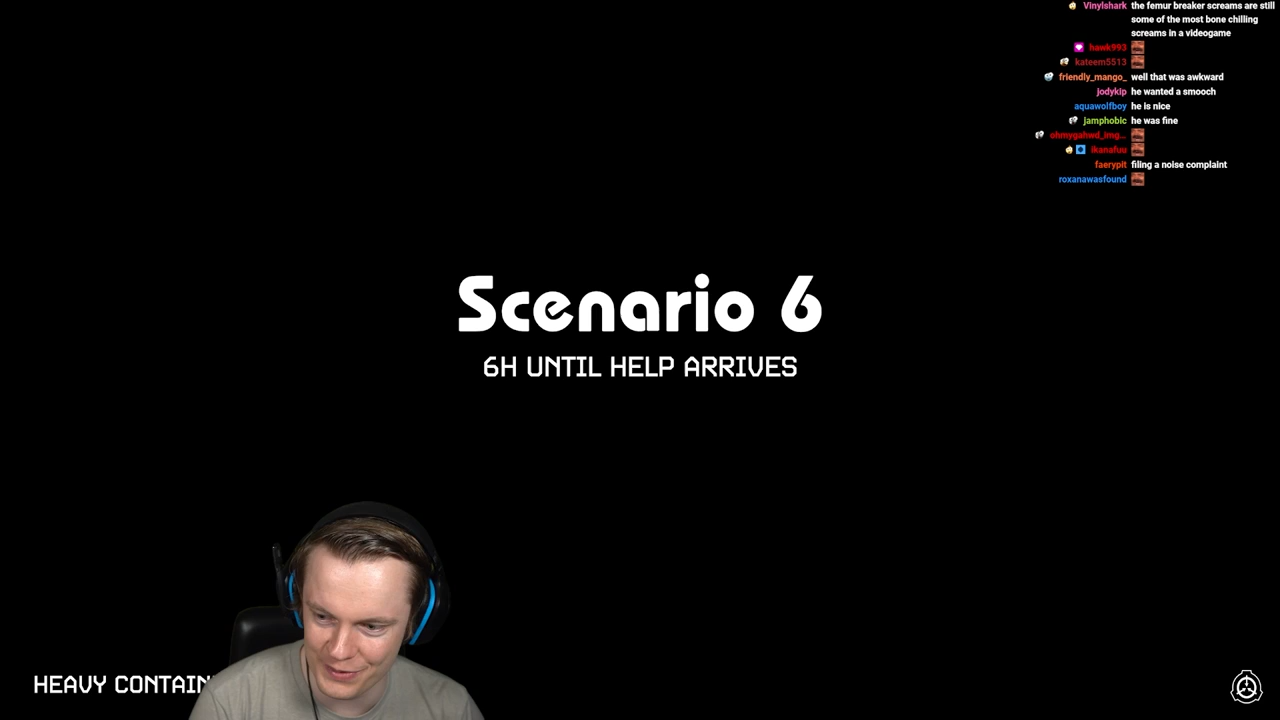 Vinylshark the femur breaker screams are still
some of the most bone chilling
screams in a videogame
hawk993
kateem5513
friendly_mango_ well that was awkward
jodykip he wanted a smooch
aquawolfboy he is nice
jamphobic he was fine
ohmygahwd_img...
ikanafuu
faerypit filing a noise complaint
roxanawasfound
Scenario 6
6H UNTIL HELP ARRIVES
HEAVY CONTAIN